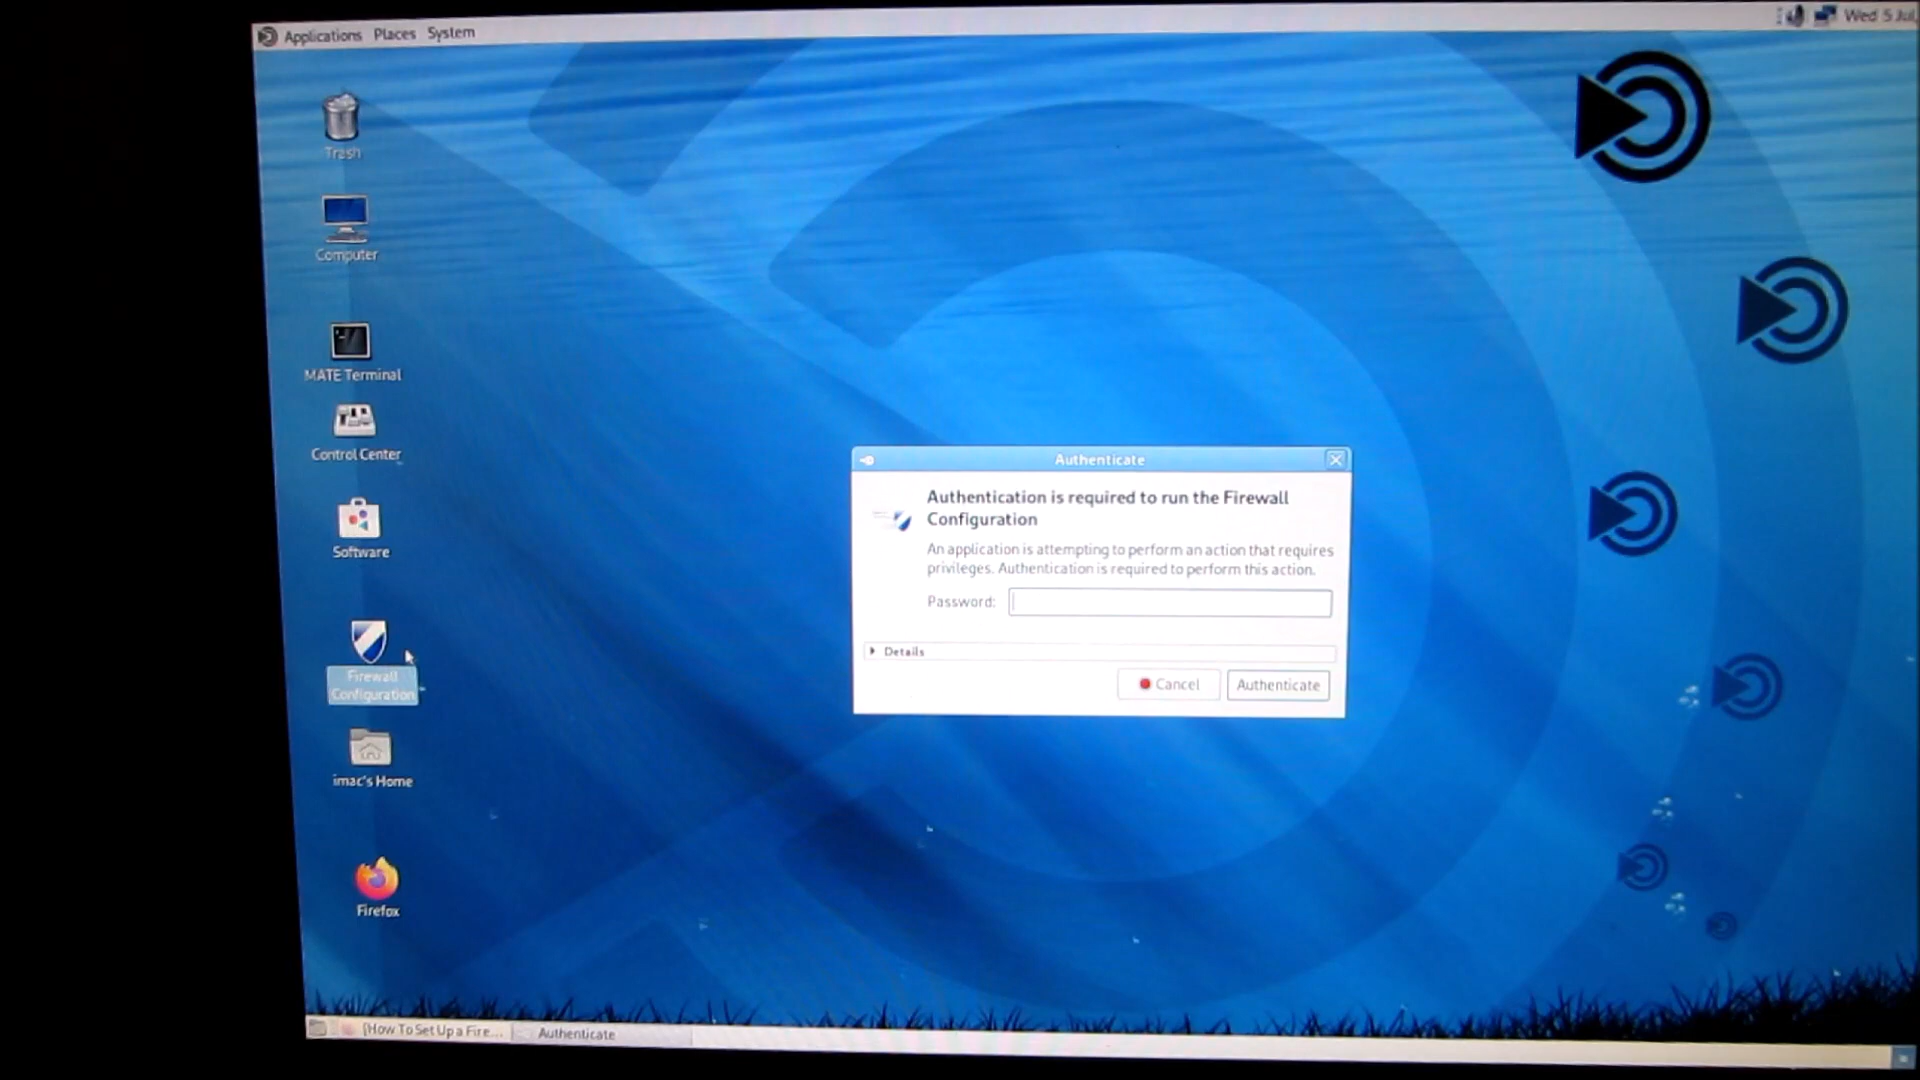 Applications Places System
Wed 5 Jul,
Trash
Computer
MATE Terminal
Control Center
Software
Firewall
Configuration
imac's Home
Firefox
Authenticate
Authentication is required to run the Firewall
Configuration
An application is attempting to perform an action that requires
privileges. Authentication is required to perform this action.
Password:
Details
Cancel
Authenticate
[How To Set Up a Fire...
Authenticate